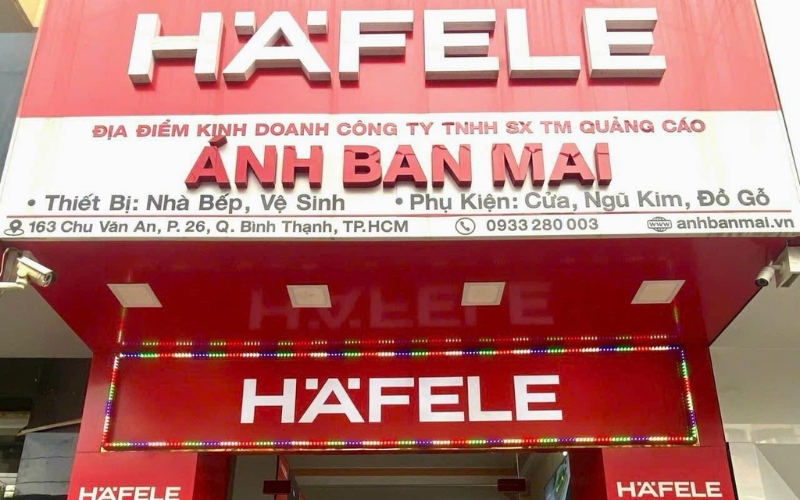 HÄFELE
ĐỊA ĐIỂM KINH DOANH CÔNG TY TNHH SX TM QUẢNG CÁO
ÁNH BAN MAI
• Thiết Bị: Nhà Bếp, Vệ Sinh • Phụ Kiện: Cửa, Ngũ Kim, Đồ Gỗ
163 Chu Văn An, P. 26, Q. Bình Thạnh, TP.HCM 0933 280 003 www anhbanmai.vn
HÄFELE
HÄFELE
HÄFELE HÄFELE